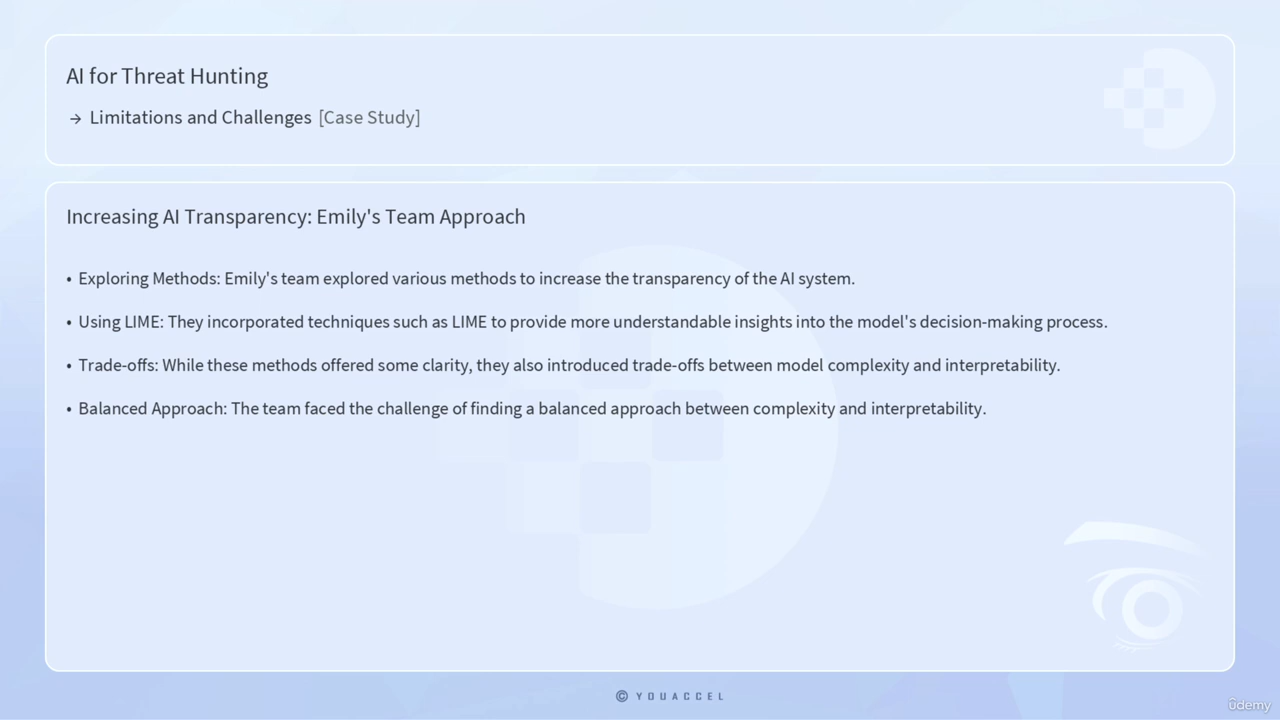 AI for Threat Hunting
→ Limitations and Challenges [Case Study]
Increasing AI Transparency: Emily's Team Approach
• Exploring Methods: Emily's team explored various methods to increase the transparency of the AI system.
• Using LIME: They incorporated techniques such as LIME to provide more understandable insights into the model's decision-making process.
• Trade-offs: While these methods offered some clarity, they also introduced trade-offs between model complexity and interpretability.
• Balanced Approach: The team faced the challenge of finding a balanced approach between complexity and interpretability.
© YOUACCEL
ûdemy